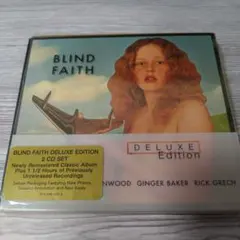 BLIND
FAITH
DELUXE
Edition
NWOOD GINGER BAKER RICK GRECH
BLIND FAITH DELUXE EDITION
2 CD SET
Newly Remastered Classic Album
Plus 1 1/2 Hours of Previously
Unreleased Recordings